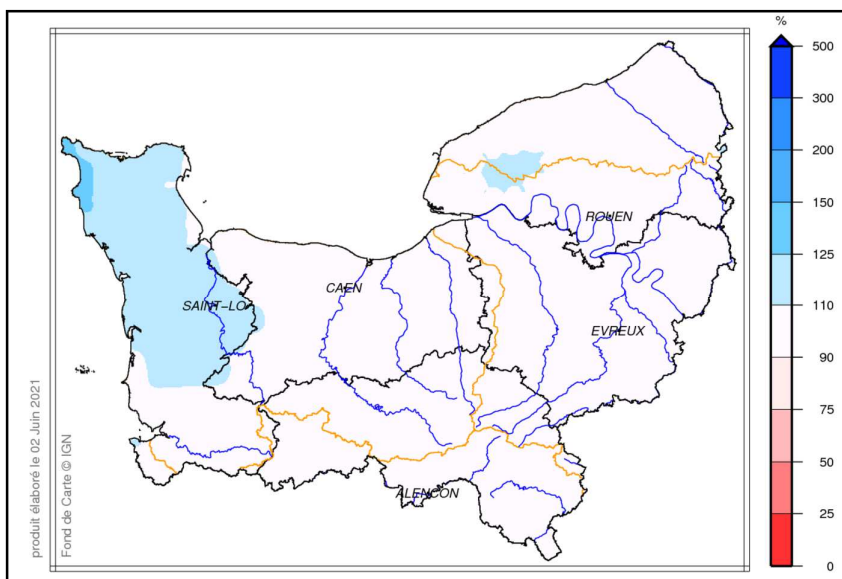 %
500
300
200
150
125
110
90
75
50
25
0
ROUEN
CAEN
SAINT-LO
EVREUX
ALENCON
produit élaboré le 02 Juin 2021
Fond de Carte © IGN